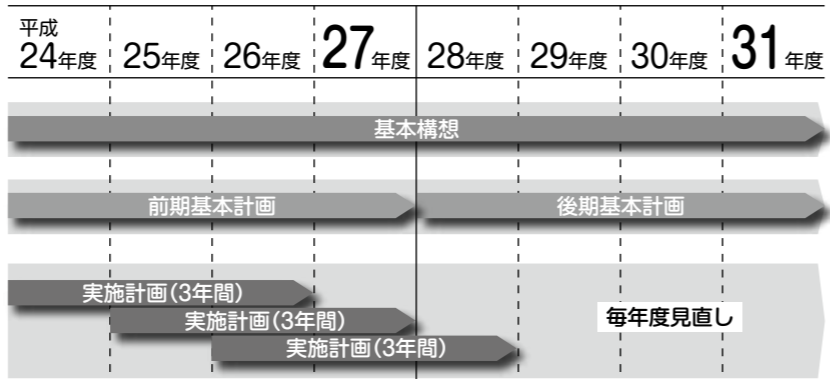 平成
24年度 25年度 26年度 27年度 28年度 29年度 30年度 31年度
基本構想
前期基本計画 後期基本計画
実施計画(3年間)
実施計画(3年間) 毎年度見直し
実施計画(3年間)